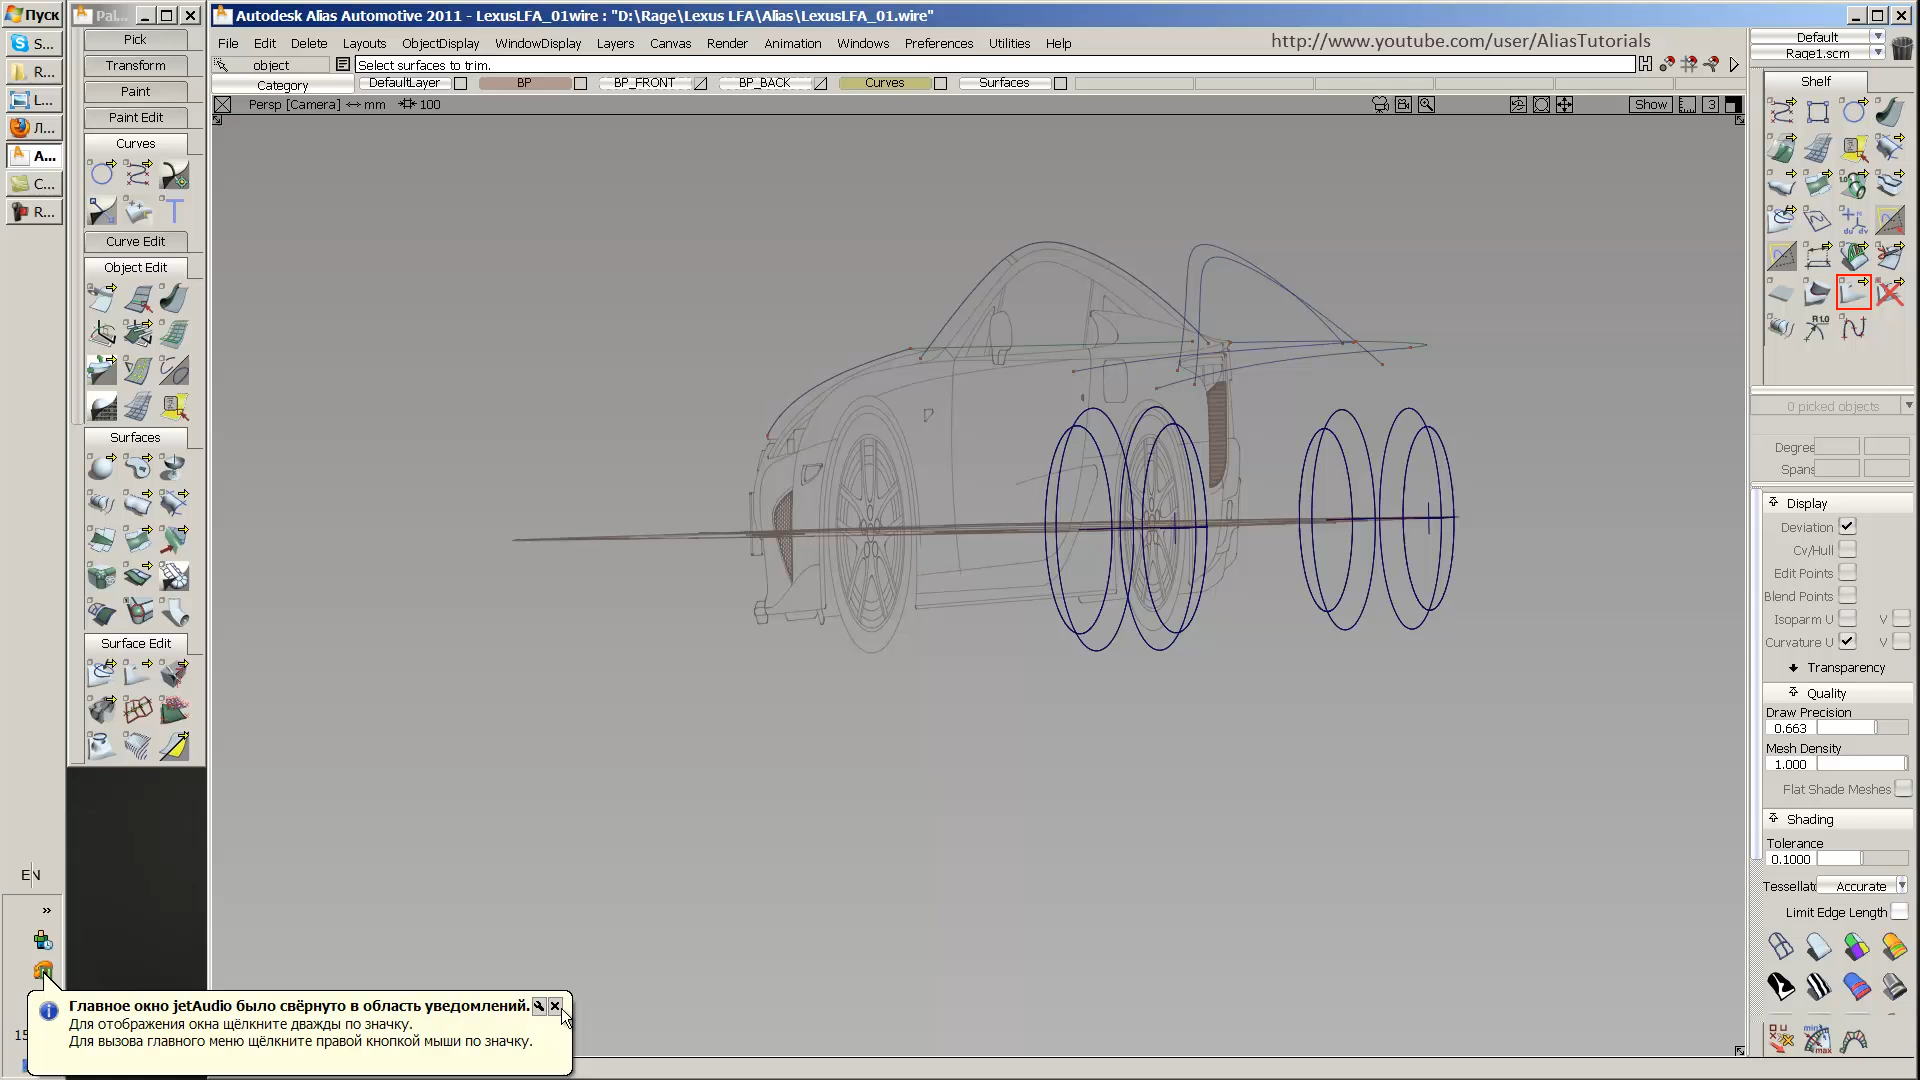 Пуск
Pal...
Autodesk Alias Automotive 2011 - LexusLFA_01wire : "D:\Rage\Lexus LFA\Alias\LexusLFA_01.wire"
File Edit Delete Layouts ObjectDisplay WindowDisplay Layers Canvas Render Animation Windows Preferences Utilities Help
http://www.youtube.com/user/AliasTutorials
object
Select surfaces to trim.
Category
DefaultLayer
BP
BP_FRONT
BP_BACK
Curves
Surfaces
Persp [Camera] mm 100
Show
3
S...
R...
L...
Л...
A...
C...
R...
Pick
Transform
Paint
Paint Edit
Curves
Curve Edit
Object Edit
Surfaces
Surface Edit
Default
Rage1.scm
Shelf
R1.0
0 picked objects
Degree
Spans
Display
Deviation
Cv/Hull
Edit Points
Blend Points
Isoparm U V
Curvature U V
Transparency
Quality
Draw Precision
0.663
Mesh Density
1.000
Flat Shade Meshes
Shading
Tolerance
0.1000
Tessellat Accurate
Limit Edge Length
min
max
EN
»
15
Главное окно jetAudio было свёрнуто в область уведомлений.
Для отображения окна щёлкните дважды по значку.
Для вызова главного меню щёлкните правой кнопкой мыши по значку.